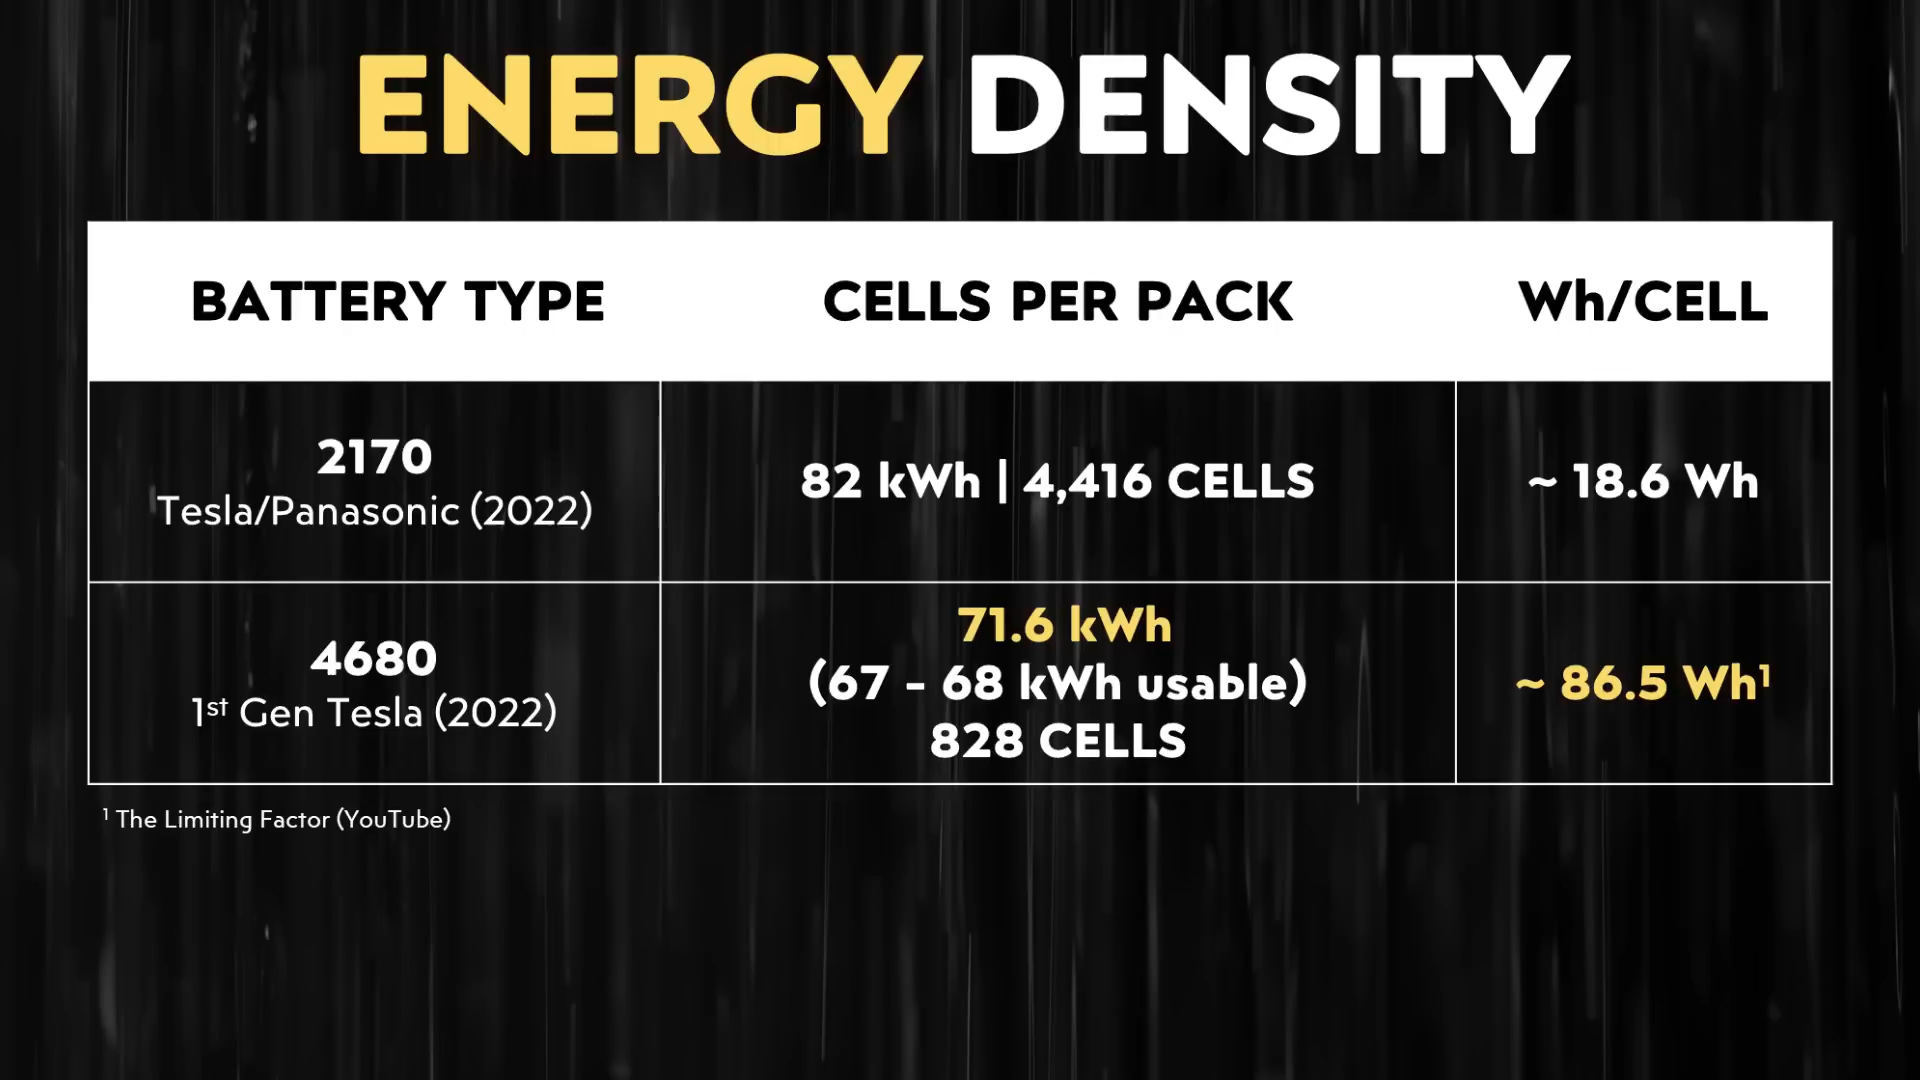 ENERGY DENSITY
BATTERY TYPE
CELLS PER PACK
Wh/CELL
2170
Tesla/Panasonic (2022)
82 kWh | 4,416 CELLS
~ 18.6 Wh
4680
1st Gen Tesla (2022)
71.6 kWh
(67 - 68 kWh usable)
828 CELLS
~ 86.5 Wh¹
¹ The Limiting Factor (YouTube)